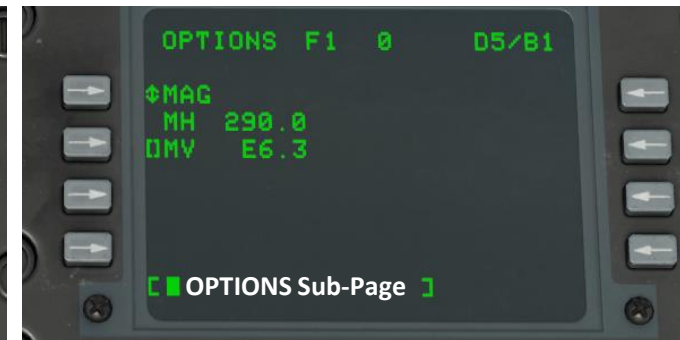 OPTIONS F1 0 D5/B1
↕MAG
MH 290.0
[]MV E6.3
[█ OPTIONS Sub-Page ]